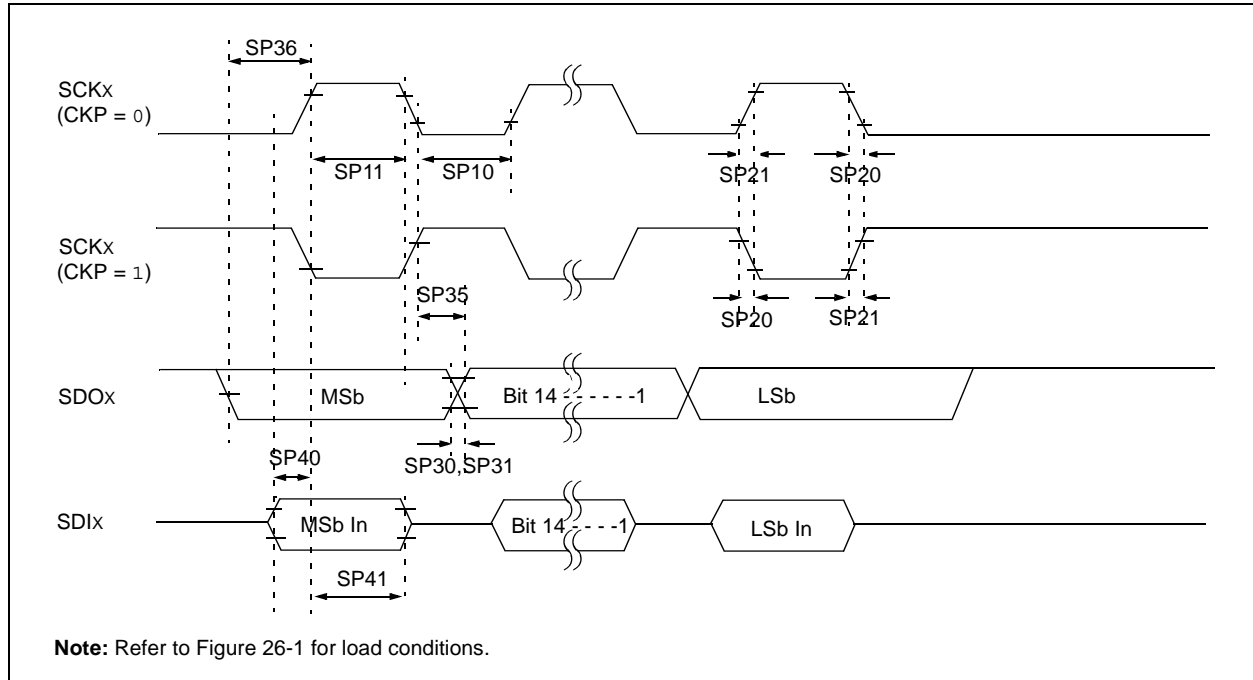 SP36
SCKx
(CKP = 0)
SP11
SP10
SP21
SP20
SCKx
(CKP = 1)
SP35
SP20
SP21
SDOx
MSb
Bit 14 - - - - - -1
LSb
SP40
SP30,SP31
SDIx
MSb In
Bit 14 - - - - -1
LSb In
SP41
Note: Refer to Figure 26-1 for load conditions.